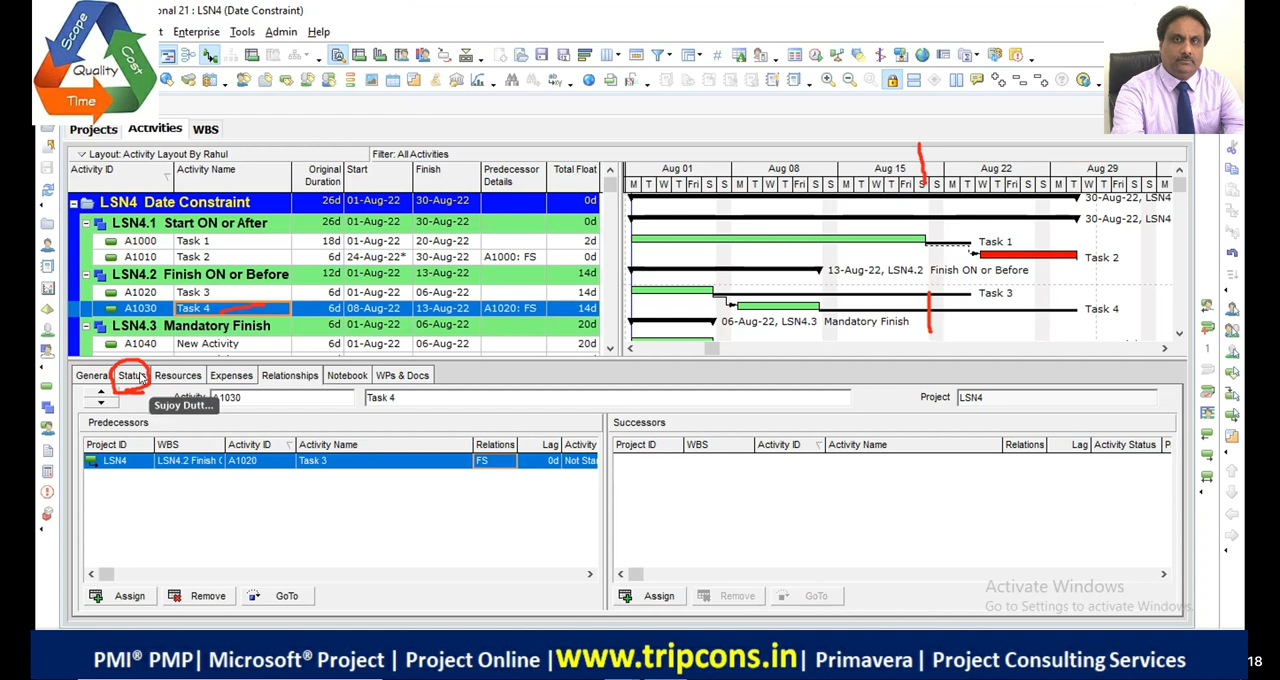 onal 21 : LSN4 (Date Constraint)
Scope
Cost
Quality
Time
t Enterprise Tools Admin Help
Projects Activities WBS
Layout: Activity Layout By Rahul Filter: All Activities
Activity ID Activity Name Original Duration Start Finish Predecessor Details Total Float
Aug 01 Aug 08 Aug 15 Aug 22 Aug 29
M T W T Fri S S M T W T Fri S S M T W T Fri S S M T W T Fri S S M T W T Fri S S M
LSN4 Date Constraint 26d 01-Aug-22 30-Aug-22 0d 30-Aug-22, LSN4
LSN4.1 Start ON or After 26d 01-Aug-22 30-Aug-22 0d 30-Aug-22, LSN4
A1000 Task 1 18d 01-Aug-22 20-Aug-22 2d Task 1
A1010 Task 2 6d 24-Aug-22* 30-Aug-22 A1000: FS 0d Task 2
LSN4.2 Finish ON or Before 12d 01-Aug-22 13-Aug-22 14d 13-Aug-22, LSN4.2 Finish ON or Before
A1020 Task 3 6d 01-Aug-22 06-Aug-22 14d Task 3
A1030 Task 4 6d 08-Aug-22 13-Aug-22 A1020: FS 14d Task 4
LSN4.3 Mandatory Finish 6d 01-Aug-22 06-Aug-22 20d 06-Aug-22, LSN4.3 Mandatory Finish
A1040 New Activity 6d 01-Aug-22 06-Aug-22 20d
General Status Resources Expenses Relationships Notebook WPs & Docs
Activity A1030 Task 4 Project LSN4
Sujoy Dutt...
Predecessors Successors
Project ID WBS Activity ID Activity Name Relations Lag Activity
Project ID WBS Activity ID Activity Name Relations Lag Activity Status P
LSN4 LSN4.2 Finish A1020 Task 3 FS 0d Not Star
Assign Remove GoTo Assign Remove GoTo
Activate Windows
Go to Settings to activate Windows.
PMI® PMP| Microsoft® Project | Project Online |www.tripcons.in| Primavera | Project Consulting Services
18